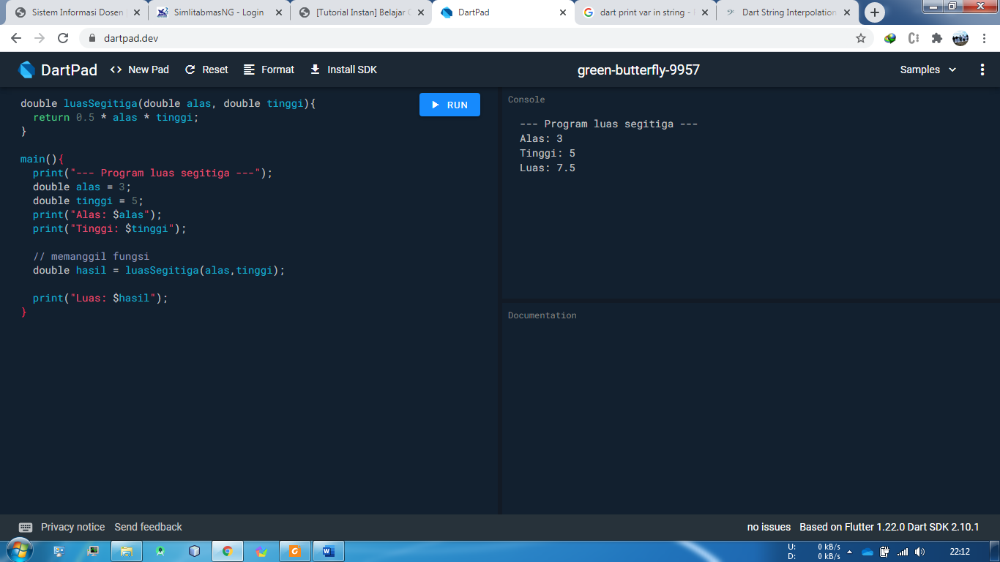 Sistem Informasi Dosen
SimlitabmasNG - Login
[Tutorial Instan] Belajar
DartPad
dart print var in string -
Dart String Interpolation
dartpad.dev
DartPad
<> New Pad
Reset
Format
Install SDK
green-butterfly-9957
Samples
double luasSegitiga(double alas, double tinggi){
  return 0.5 * alas * tinggi;
}
main(){
  print("--- Program luas segitiga ---");
  double alas = 3;
  double tinggi = 5;
  print("Alas: $alas");
  print("Tinggi: $tinggi");
  // memanggil fungsi
  double hasil = luasSegitiga(alas,tinggi);
  print("Luas: $hasil");
}
RUN
Console
--- Program luas segitiga ---
Alas: 3
Tinggi: 5
Luas: 7.5
Documentation
Privacy notice
Send feedback
no issues
Based on Flutter 1.22.0 Dart SDK 2.10.1
U: 0 kB/s
D: 0 kB/s
22:12